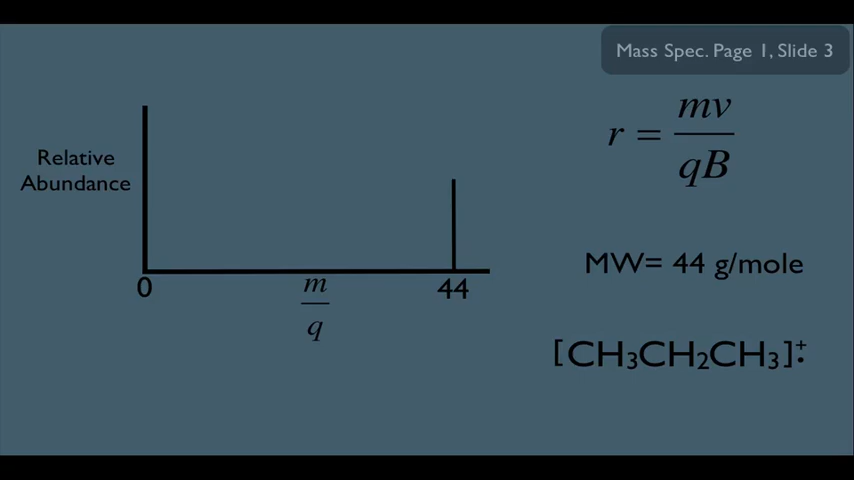 Mass Spec. Page 1, Slide 3
r = mv/qB
Relative
Abundance
MW= 44 g/mole
0
m/q
44
[CH₃CH₂CH₃]⁺•